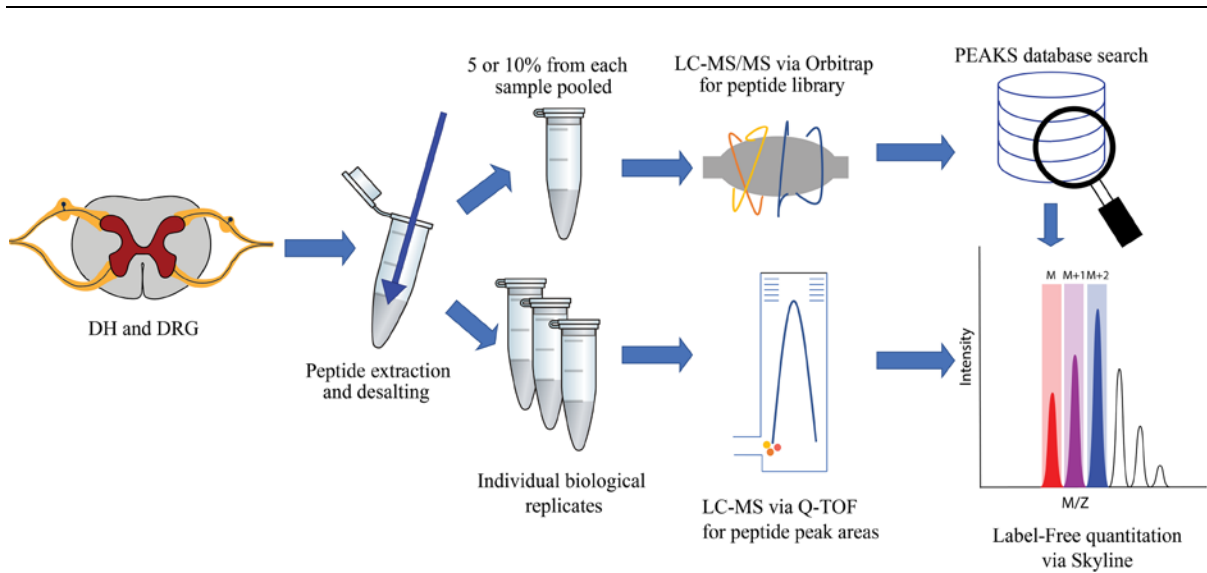 5 or 10% from each
sample pooled
LC-MS/MS via Orbitrap
for peptide library
PEAKS database search
DH and DRG
Peptide extraction
and desalting
Individual biological
replicates
LC-MS via Q-TOF
for peptide peak areas
M M+1 M+2
Intensity
M/Z
Label-Free quantitation
via Skyline